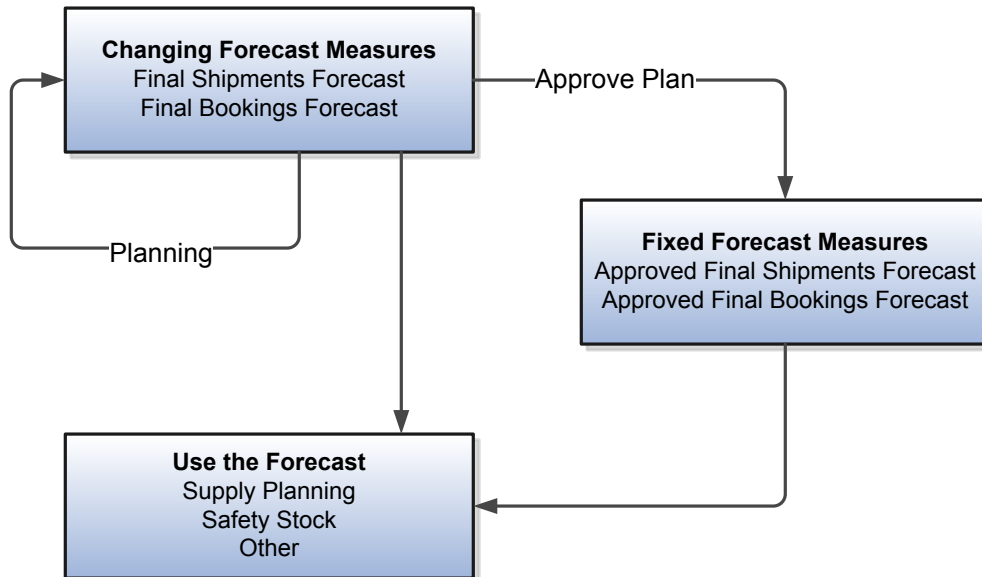 Changing Forecast Measures
Final Shipments Forecast
Final Bookings Forecast
Approve Plan
Planning
Fixed Forecast Measures
Approved Final Shipments Forecast
Approved Final Bookings Forecast
Use the Forecast
Supply Planning
Safety Stock
Other